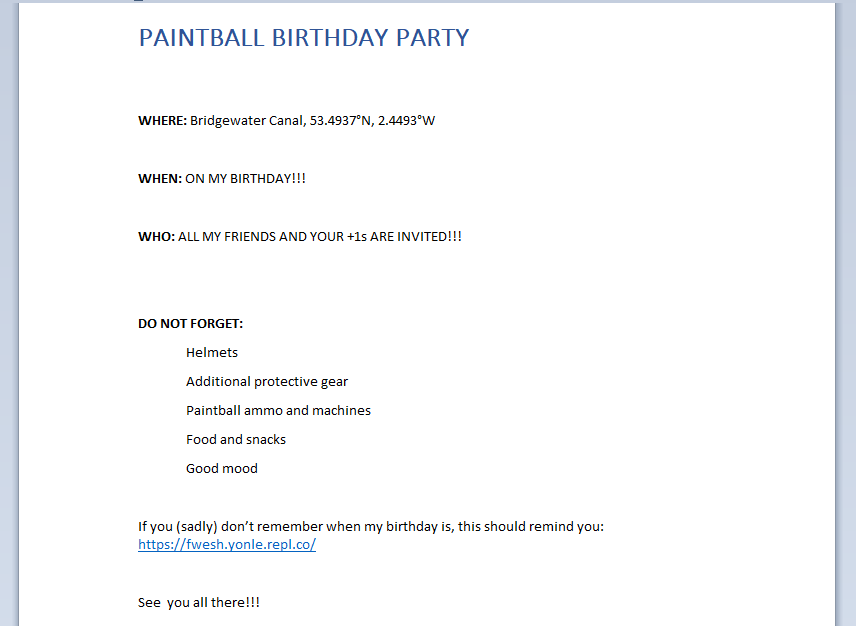 PAINTBALL BIRTHDAY PARTY
WHERE: Bridgewater Canal, 53.4937°N, 2.4493°W
WHEN: ON MY BIRTHDAY!!!
WHO: ALL MY FRIENDS AND YOUR +1s ARE INVITED!!!
DO NOT FORGET:
Helmets
Additional protective gear
Paintball ammo and machines
Food and snacks
Good mood
If you (sadly) don't remember when my birthday is, this should remind you:
https://fwesh.yonle.repl.co/
See  you all there!!!